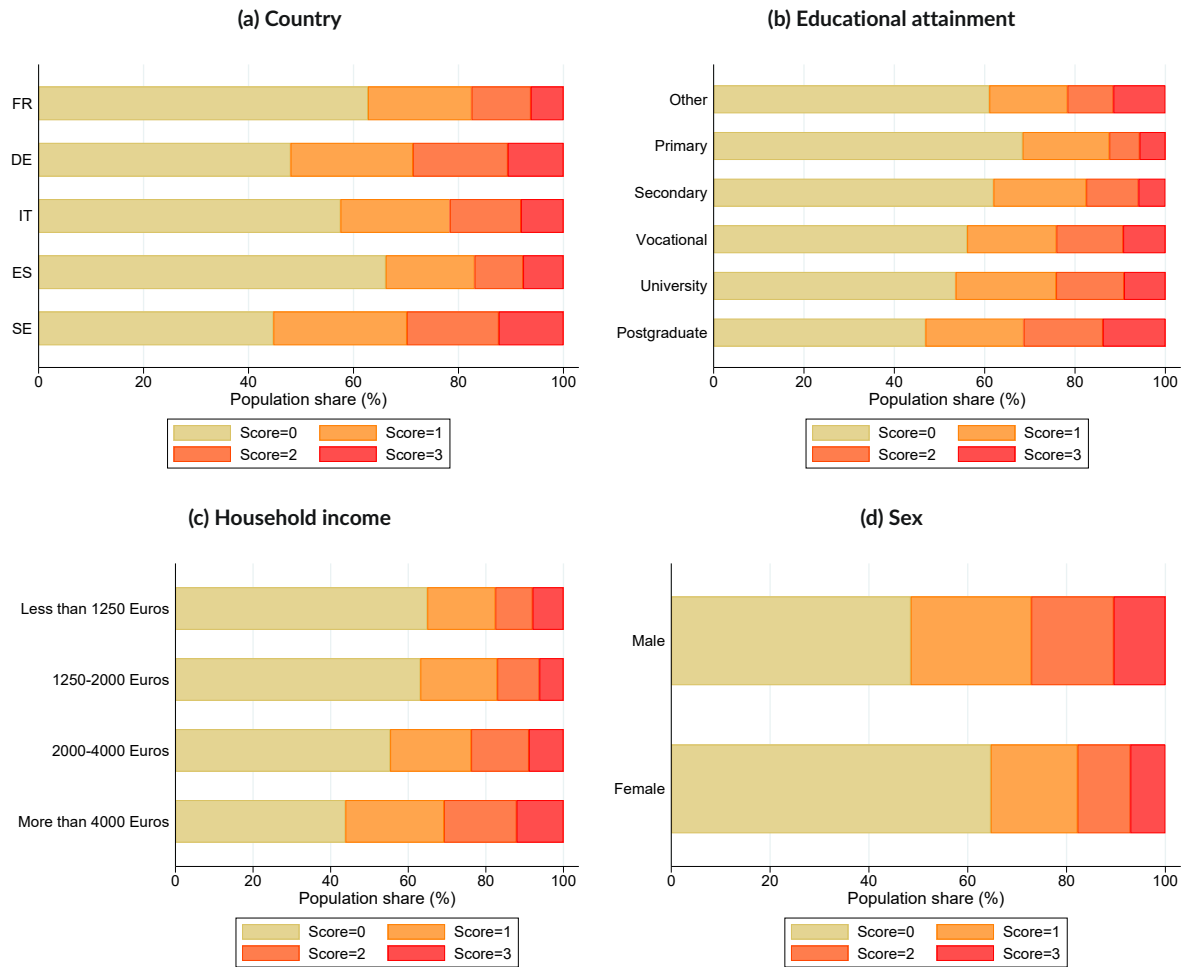 (a) Country
FR
DE
IT
ES
SE
0 20 40 60 80 100
Population share (%)
Score=0 Score=1
Score=2 Score=3
(b) Educational attainment
Other
Primary
Secondary
Vocational
University
Postgraduate
0 20 40 60 80 100
Population share (%)
Score=0 Score=1
Score=2 Score=3
(c) Household income
Less than 1250 Euros
1250-2000 Euros
2000-4000 Euros
More than 4000 Euros
0 20 40 60 80 100
Population share (%)
Score=0 Score=1
Score=2 Score=3
(d) Sex
Male
Female
0 20 40 60 80 100
Population share (%)
Score=0 Score=1
Score=2 Score=3